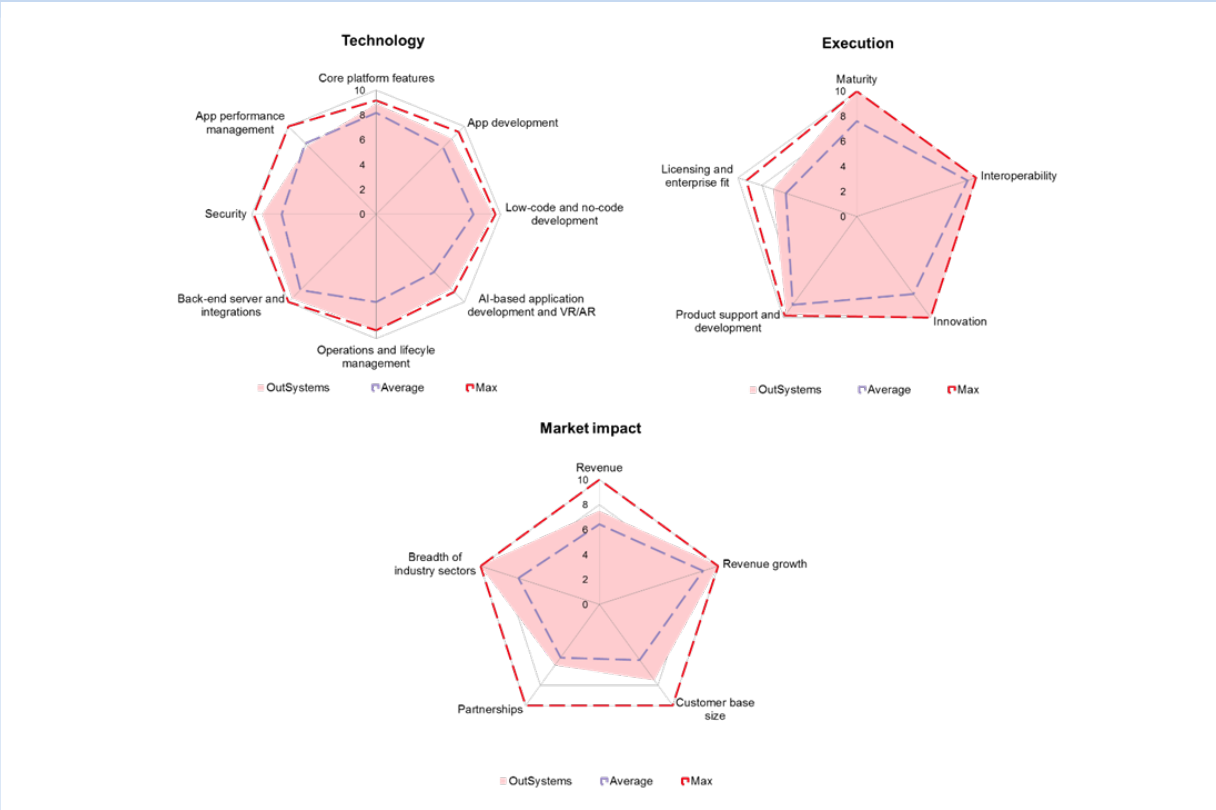 Technology
Core platform features
10
8
6
4
2
0
App development
Low-code and no-code
development
AI-based application
development and VR/AR
Operations and lifecyle
management
Back-end server and
integrations
Security
App performance
management
OutSystems Average Max
Execution
Maturity
10
8
6
4
2
0
Interoperability
Innovation
Product support and
development
Licensing and
enterprise fit
OutSystems Average Max
Market impact
Revenue
10
8
6
4
2
0
Revenue growth
Customer base
size
Partnerships
Breadth of
industry sectors
OutSystems Average Max